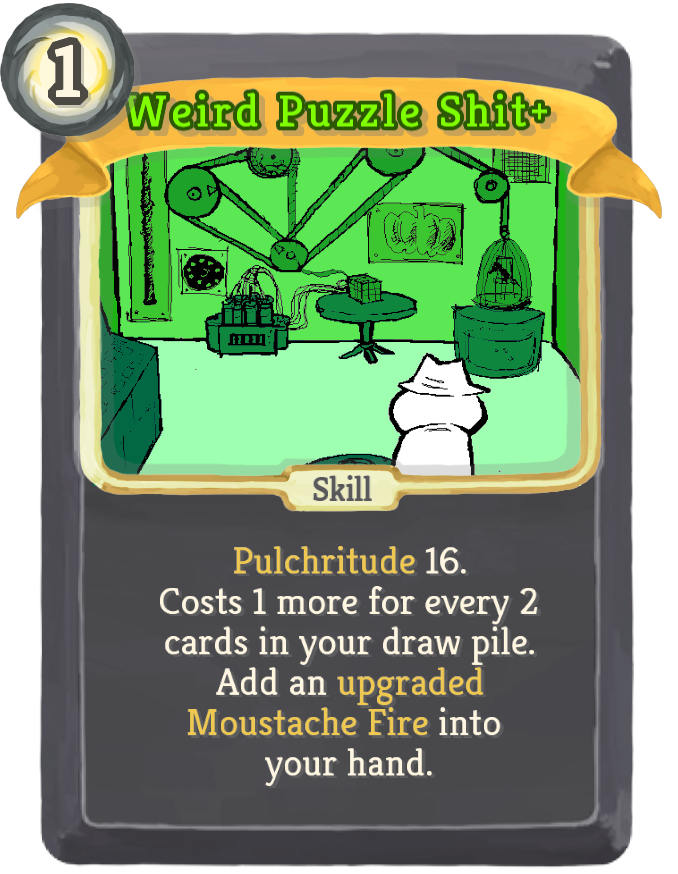 1
Weird Puzzle Shit+
Skill
Pulchritude 16.
Costs 1 more for every 2
cards in your draw pile.
Add an upgraded
Moustache Fire into
your hand.